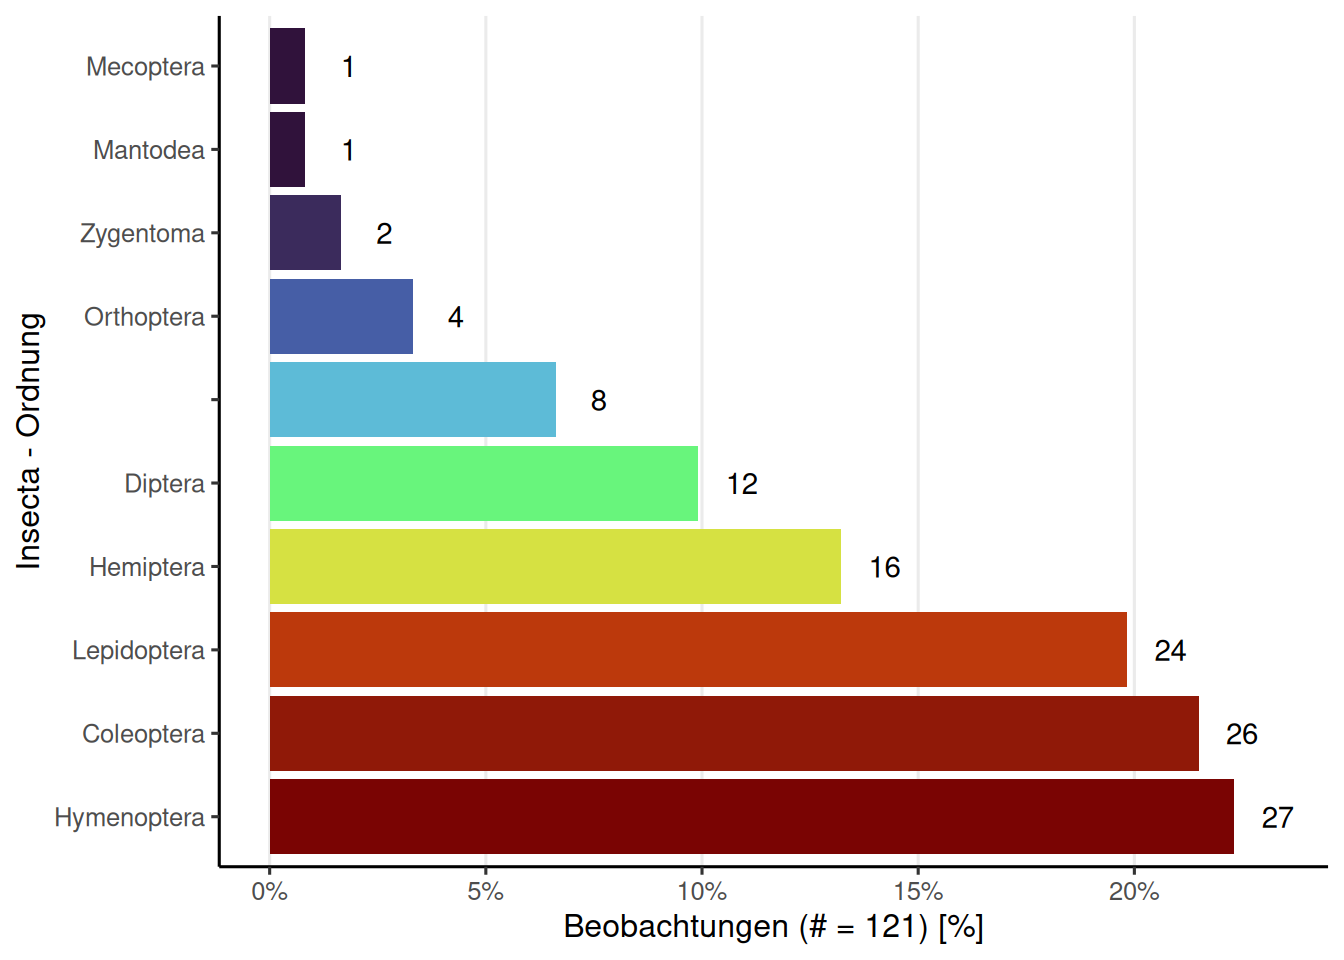 Insecta - Ordnung
Mecoptera 1
Mantodea 1
Zygentoma 2
Orthoptera 4
8
Diptera 12
Hemiptera 16
Lepidoptera 24
Coleoptera 26
Hymenoptera 27
0% 5% 10% 15% 20%
Beobachtungen (# = 121) [%]